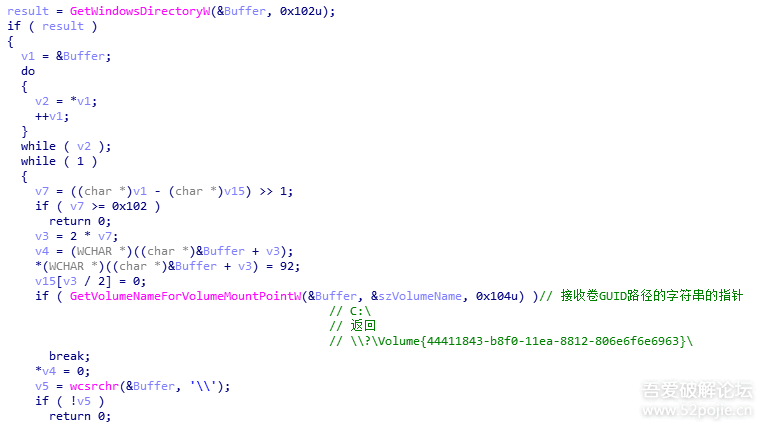 result = GetWindowsDirectoryW(&Buffer, 0x102u);
if ( result )
{
  v1 = &Buffer;
  do
  {
    v2 = *v1;
    ++v1;
  }
  while ( v2 );
  while ( 1 )
  {
    v7 = ((char *)v1 - (char *)v15) >> 1;
    if ( v7 >= 0x102 )
      return 0;
    v3 = 2 * v7;
    v4 = (WCHAR *)((char *)&Buffer + v3);
    *(WCHAR *)((char *)&Buffer + v3) = 92;
    v15[v3 / 2] = 0;
    if ( GetVolumeNameForVolumeMountPointW(&Buffer, &szVolumeName, 0x104u) )// 接收卷GUID路径的字符串的指针
                                              // C:\
                                              // 返回
                                              // \\?\Volume{44411843-b8f0-11ea-8812-806e6f6e6963}\
      break;
    *v4 = 0;
    v5 = wcsrchr(&Buffer, '\\');
    if ( !v5 )
      return 0;
吾爱破解论坛
www.52pojie.cn